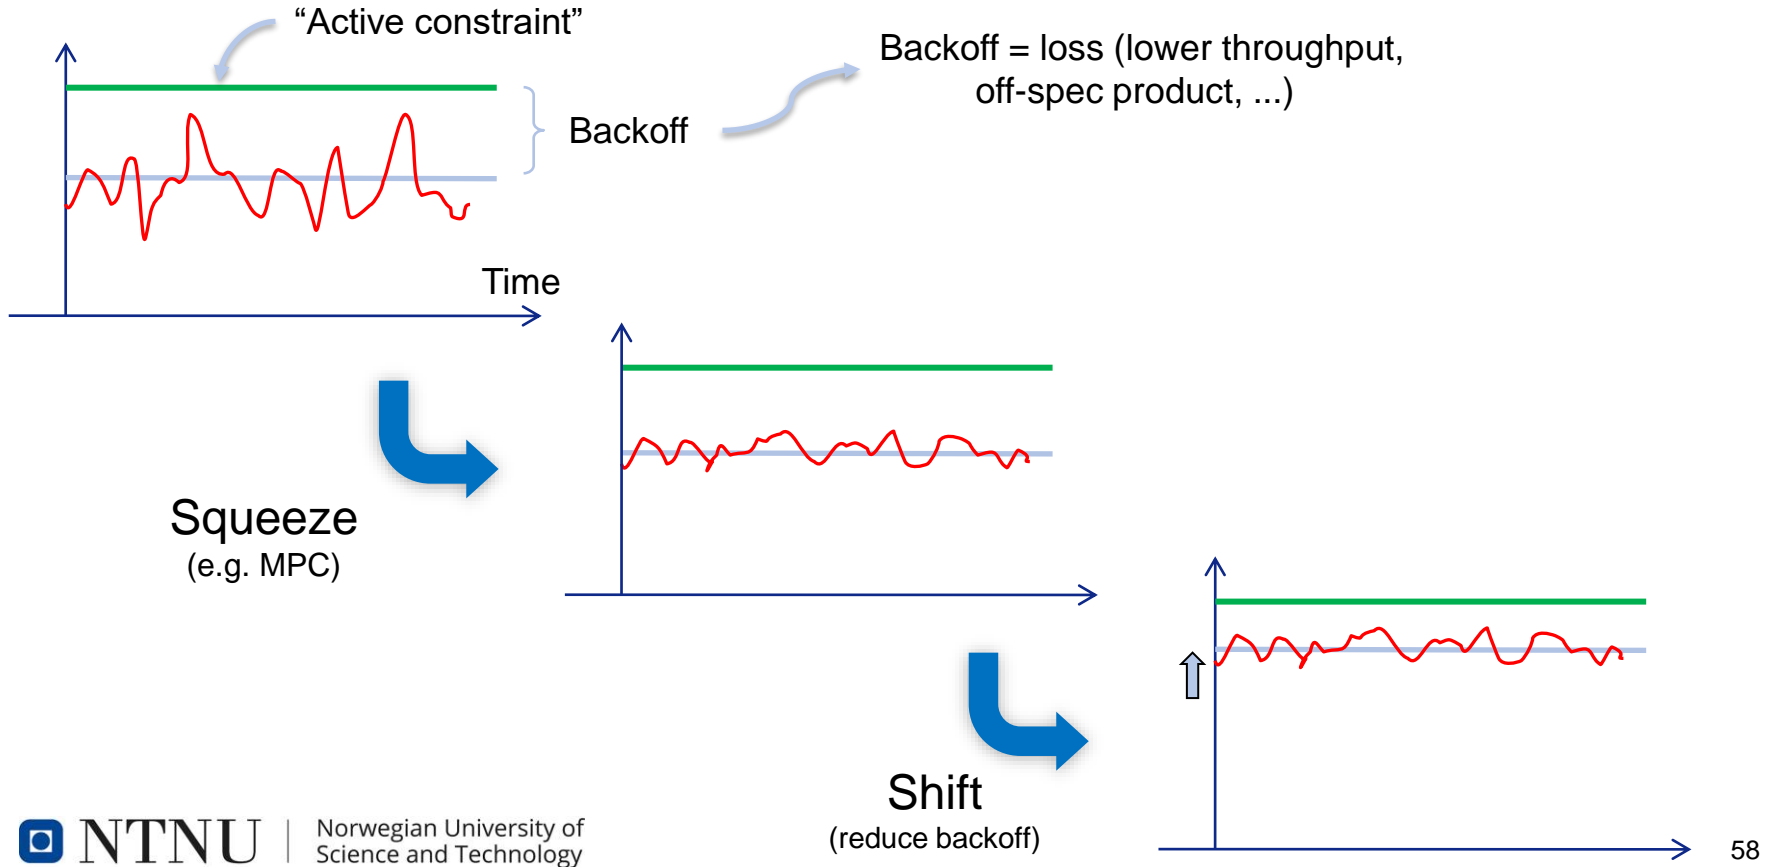 “Active constraint”
Backoff = loss (lower throughput,
off-spec product, ...)
Backoff
Time
Squeeze
(e.g. MPC)
Shift
(reduce backoff)
NTNU
Norwegian University of
Science and Technology
58